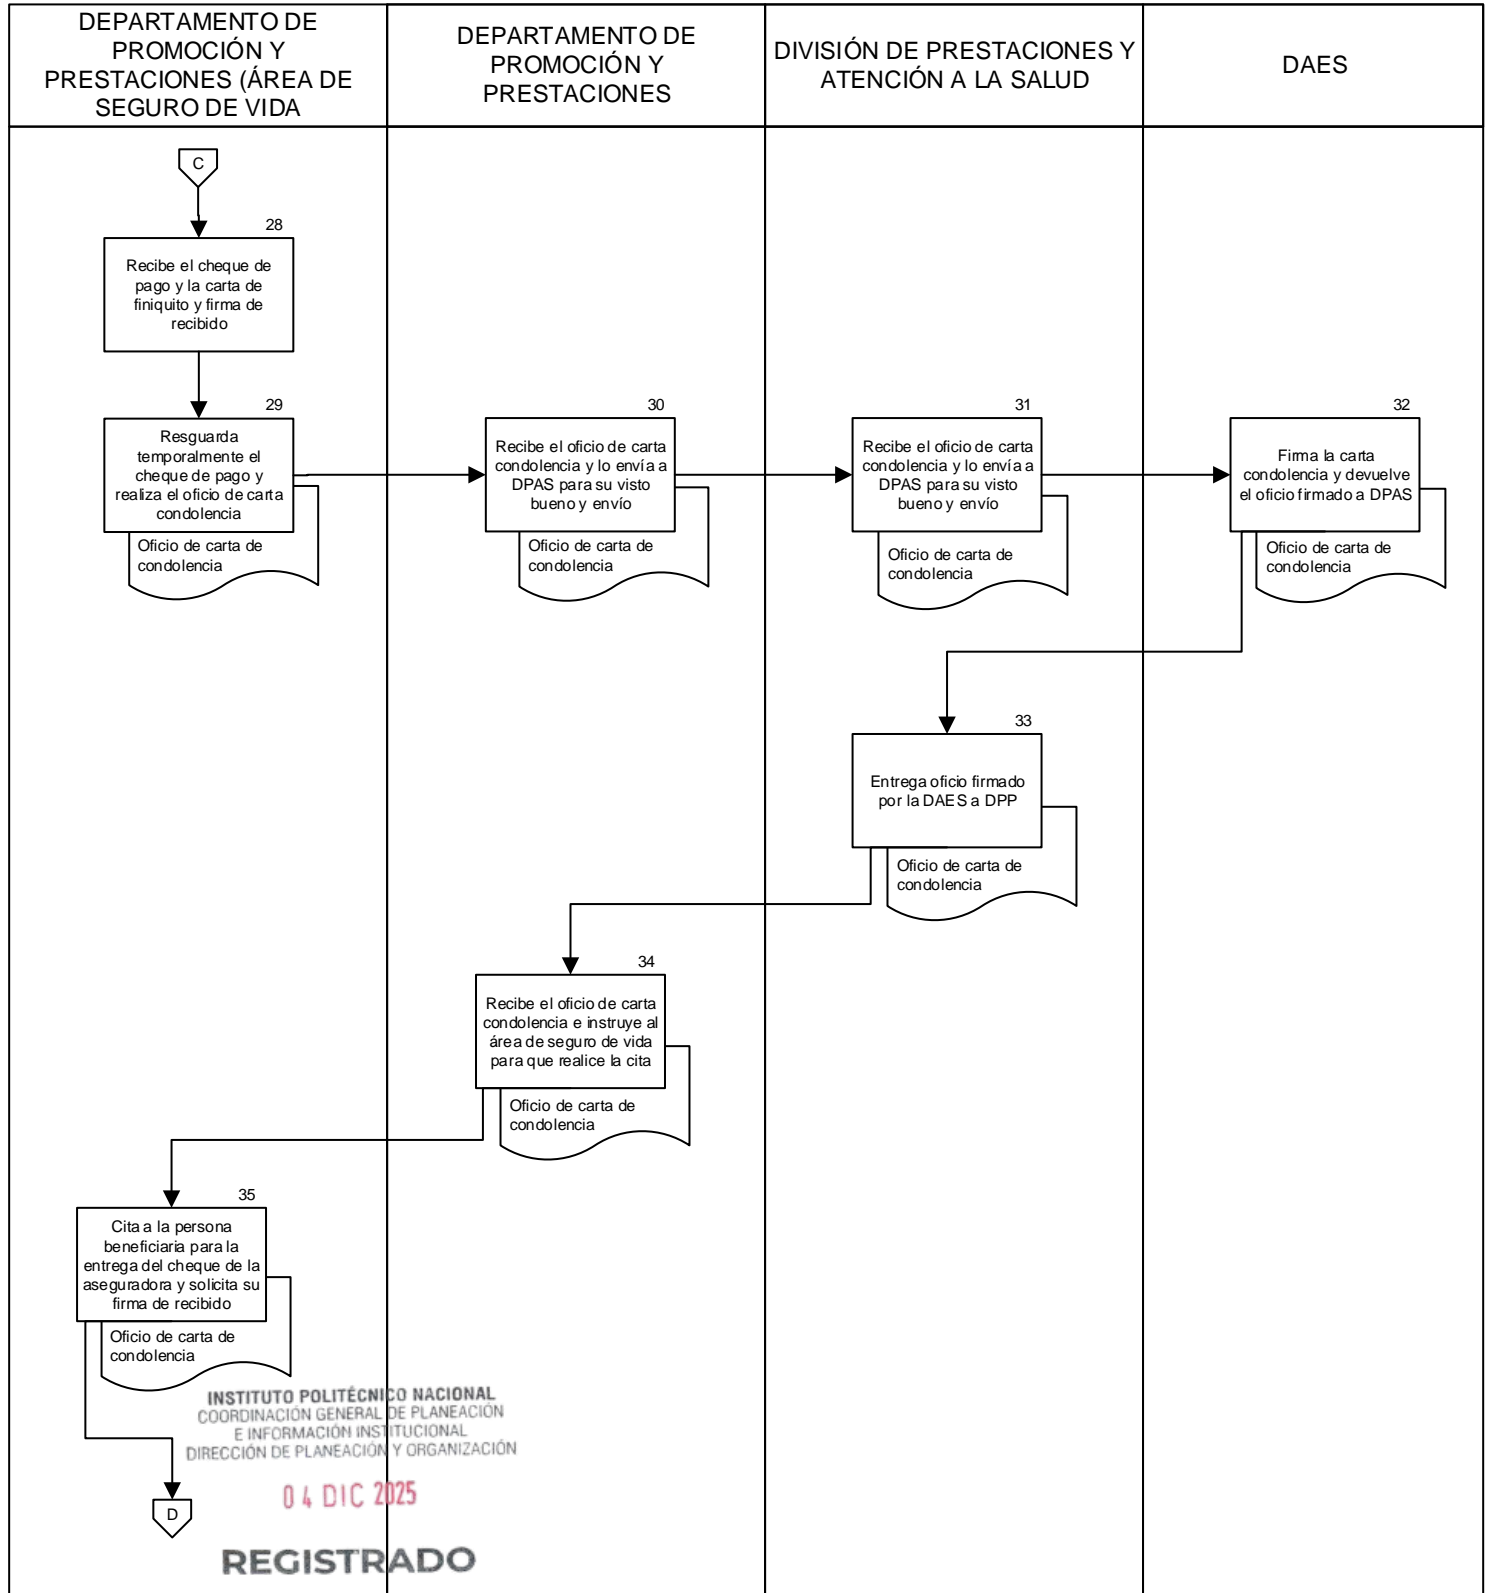 DEPARTAMENTO DE
PROMOCIÓN Y
PRESTACIONES (ÁREA DE
SEGURO DE VIDA
DEPARTAMENTO DE
PROMOCIÓN Y
PRESTACIONES
DIVISIÓN DE PRESTACIONES Y
ATENCIÓN A LA SALUD
DAES
C
28
Recibe el cheque de
pago y la carta de
finiquito y firma de
recibido
29
Resguarda
temporalmente el
cheque de pago y
realiza el oficio de carta
condolencia
Oficio de carta de
condolencia
30
Recibe el oficio de carta
condolencia y lo envía a
DPAS para su visto
bueno y envío
Oficio de carta de
condolencia
31
Recibe el oficio de carta
condolencia y lo envía a
DPAS para su visto
bueno y envío
Oficio de carta de
condolencia
32
Firma la carta
condolencia y devuelve
el oficio firmado a DPAS
Oficio de carta de
condolencia
33
Entrega oficio firmado
por la DAES a DPP
Oficio de carta de
condolencia
34
Recibe el oficio de carta
condolencia e instruye al
área de seguro de vida
para que realice la cita
Oficio de carta de
condolencia
35
Cita a la persona
beneficiaria para la
entrega del cheque de la
aseguradora y solicita su
firma de recibido
Oficio de carta de
condolencia
INSTITUTO POLITÉCNICO NACIONAL
COORDINACIÓN GENERAL DE PLANEACIÓN
E INFORMACIÓN INSTITUCIONAL
DIRECCIÓN DE PLANEACIÓN Y ORGANIZACIÓN
04 DIC 2025
D
REGISTRADO